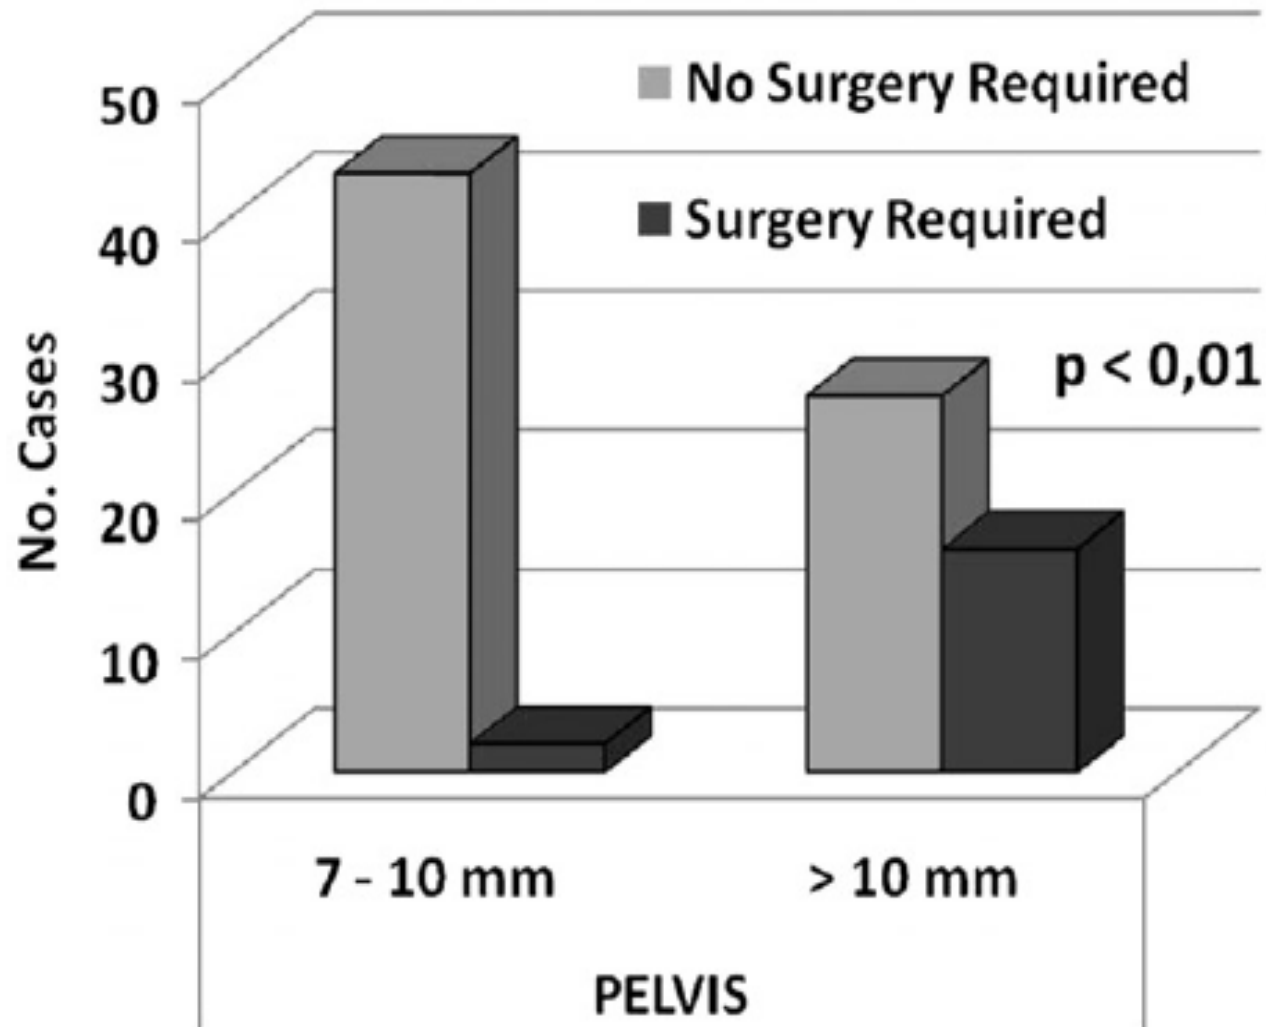 No Surgery Required
Surgery Required
p < 0,01
No. Cases
50
40
30
20
10
0
7 - 10 mm
> 10 mm
PELVIS